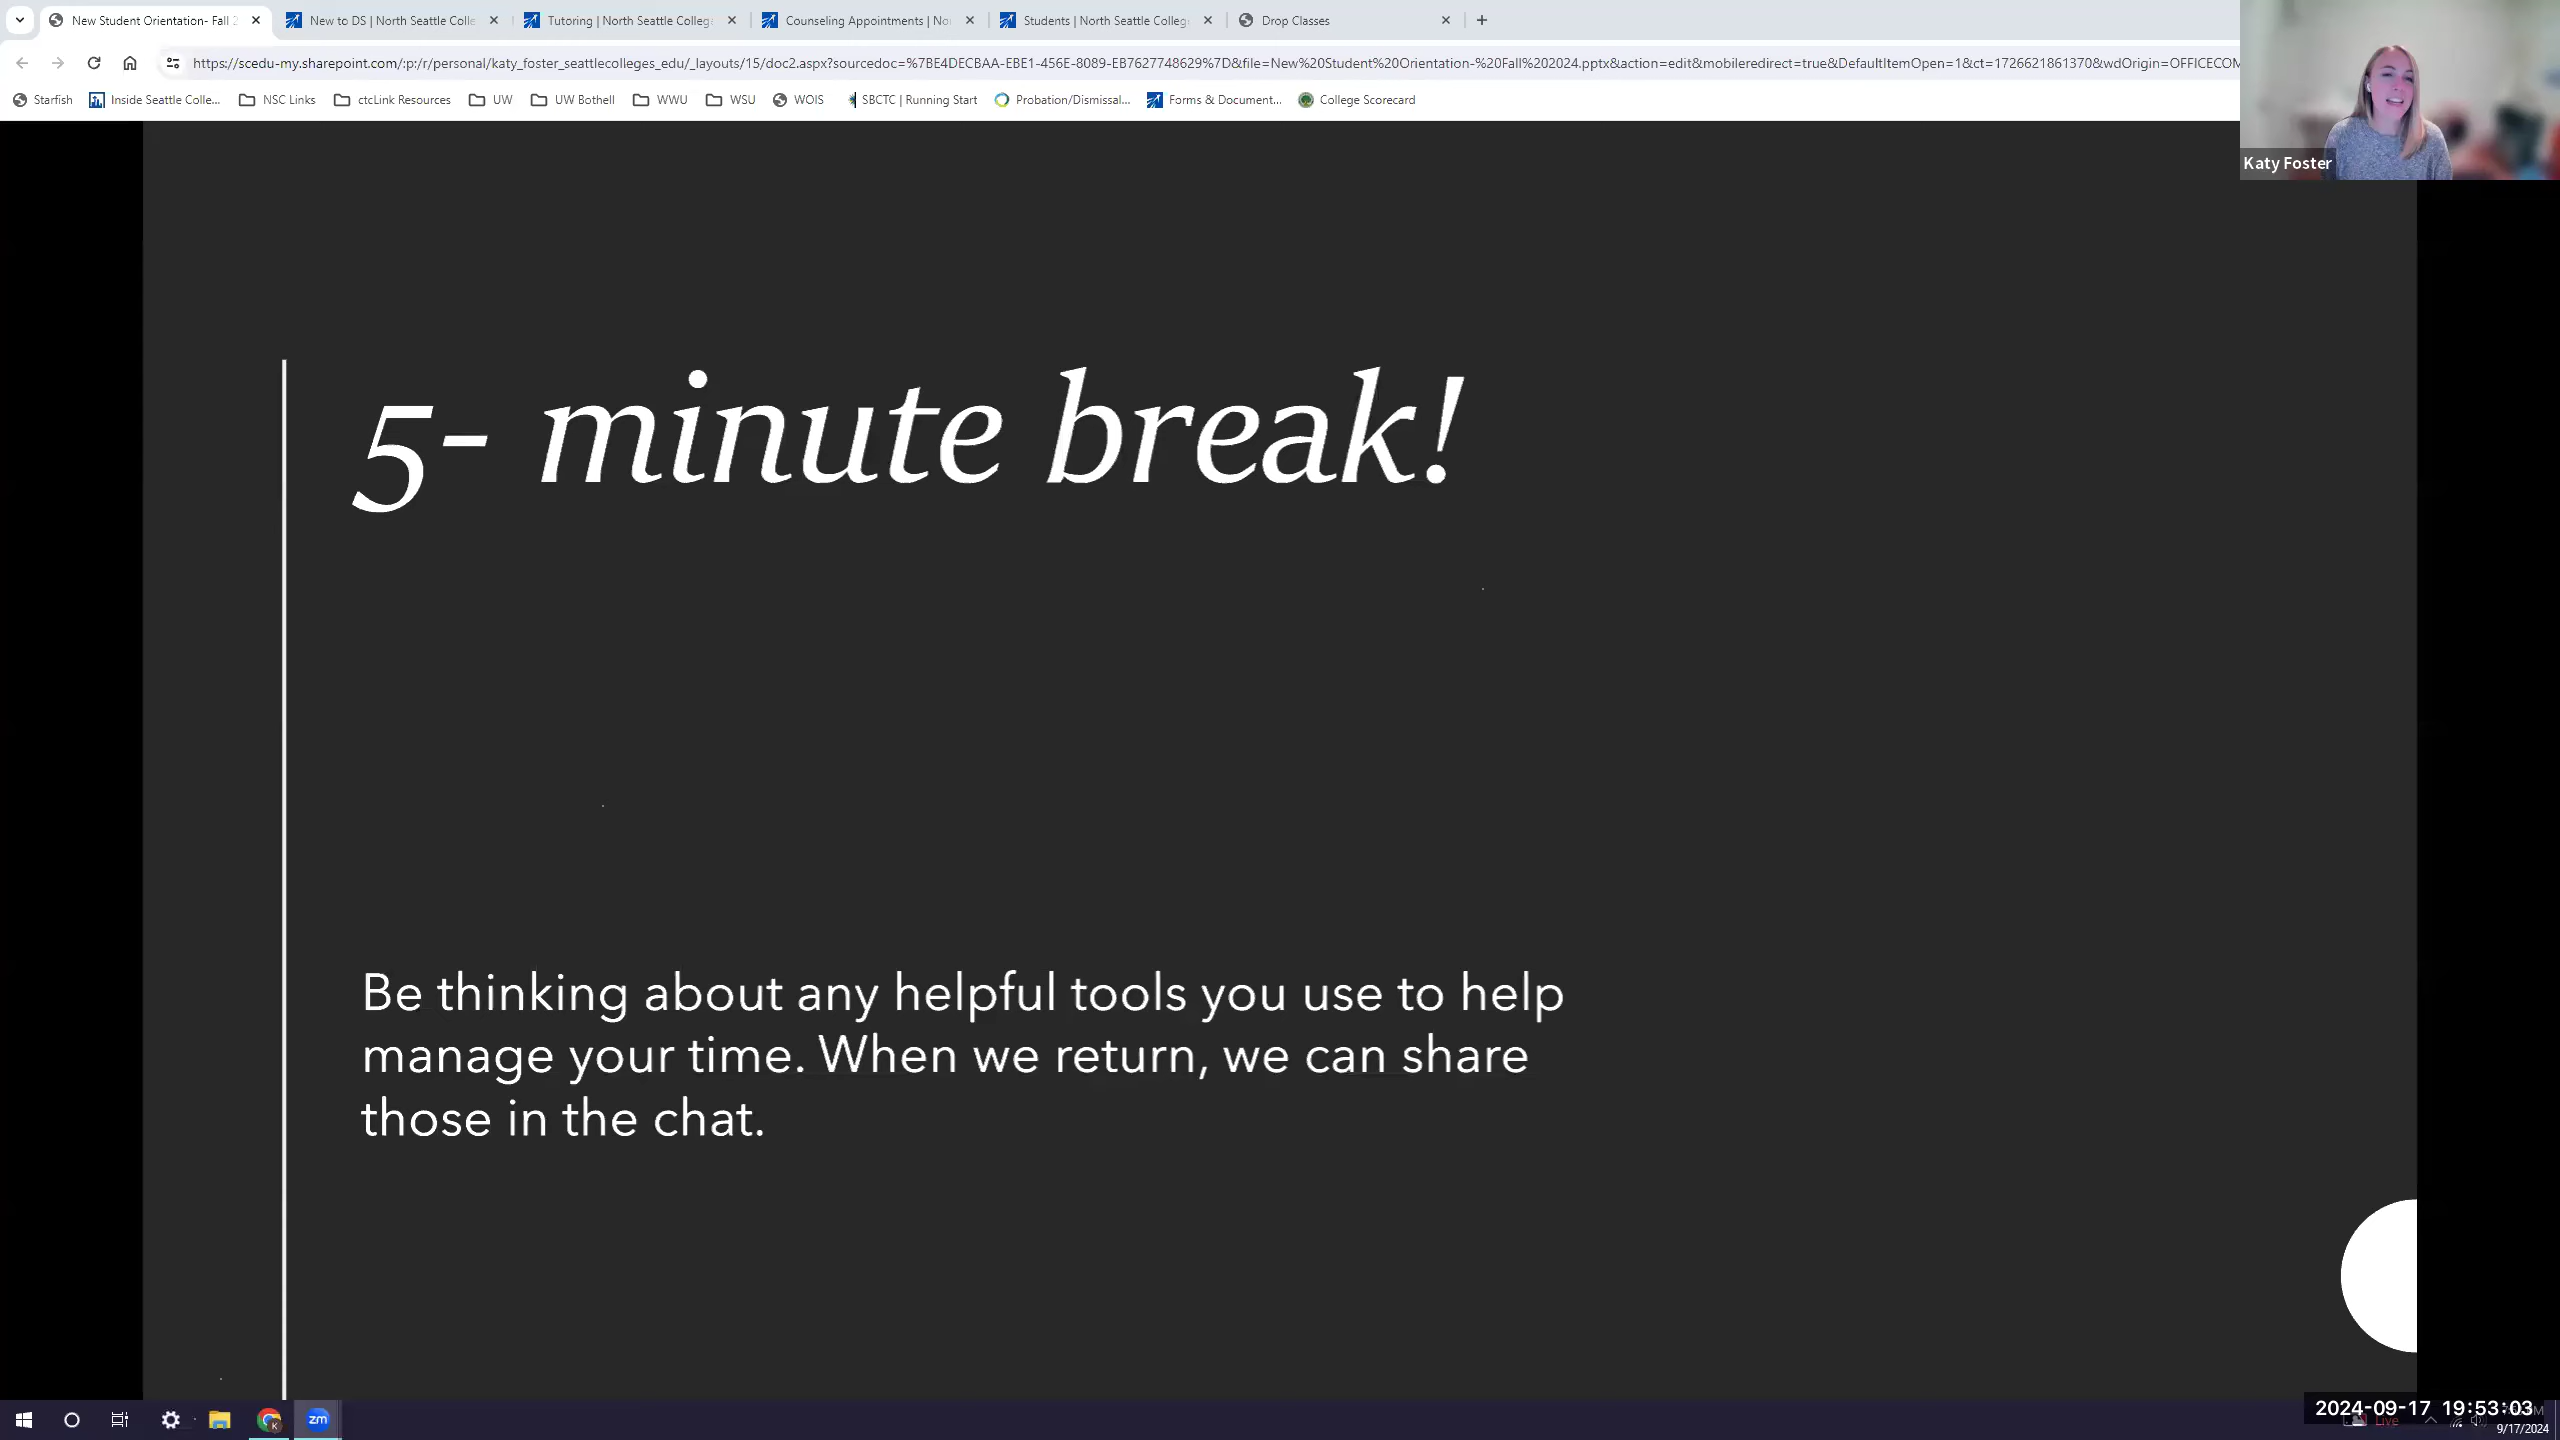 New Student Orientation- Fall 2
New to DS | North Seattle Colle
Tutoring | North Seattle College
Counseling Appointments | No
Students | North Seattle College
Drop Classes
https://scedu-my.sharepoint.com/:p:/r/personal/katy_foster_seattlecolleges_edu/_layouts/15/doc2.aspx?sourcedoc=%7BE4DECBAA-EBE1-456E-8089-EB7627748629%7D&file=New%20Student%20Orientation-%20Fall%202024.pptx&action=edit&mobileredirect=true&DefaultItemOpen=1&ct=1726621861370&wdOrigin=OFFICECOM
Starfish
Inside Seattle Colle...
NSC Links
ctcLink Resources
UW
UW Bothell
WWU
WSU
WOIS
SBCTC | Running Start
Probation/Dismissal...
Forms & Document...
College Scorecard
Katy Foster
5- minute break!
Be thinking about any helpful tools you use to help
manage your time. When we return, we can share
those in the chat.
zm
2024-09-17 19:53:03
Live
9/17/2024